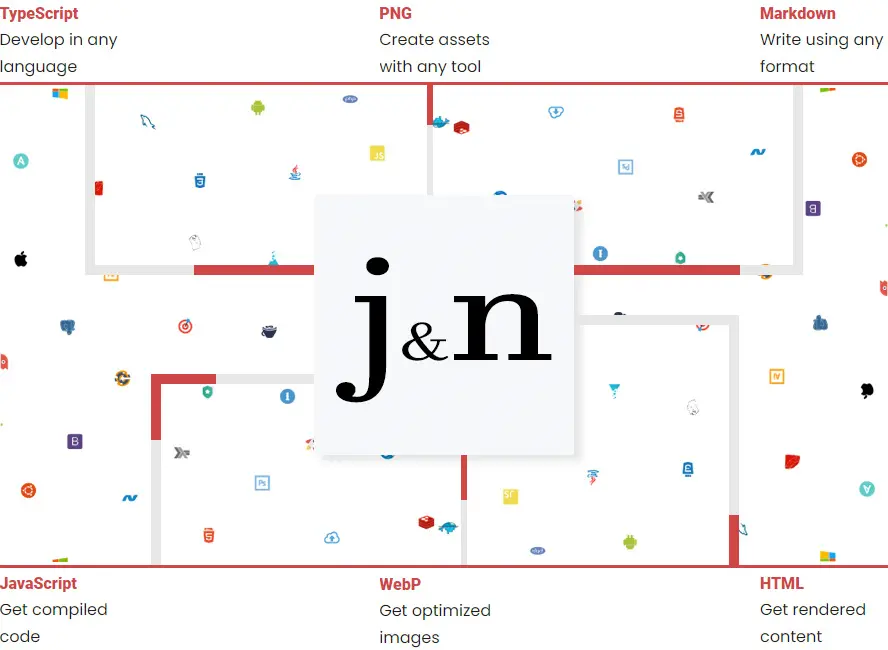 TypeScript
Develop in any
language
PNG
Create assets
with any tool
Markdown
Write using any
format
j&n
JavaScript
Get compiled
code
WebP
Get optimized
images
HTML
Get rendered
content